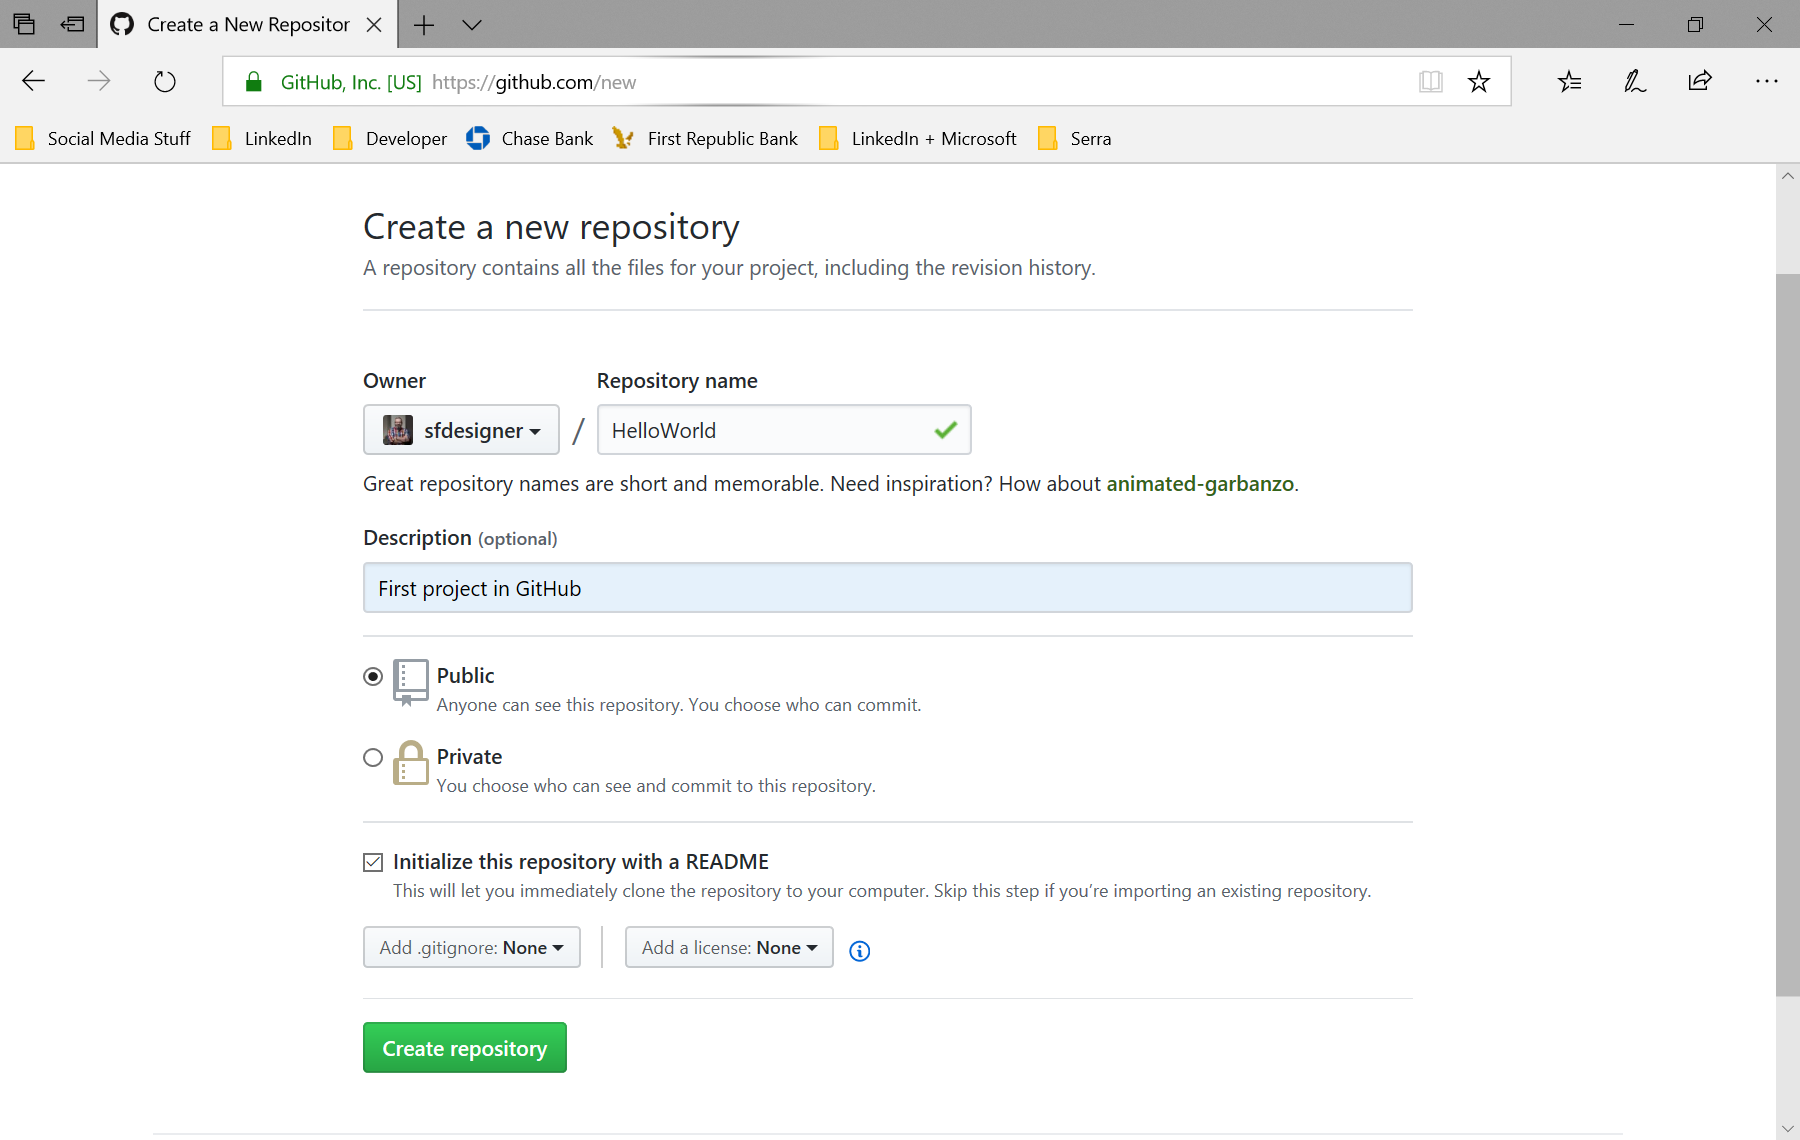 Create a New Repositor
GitHub, Inc. [US] https://github.com/new
Social Media Stuff LinkedIn Developer Chase Bank First Republic Bank LinkedIn + Microsoft Serra
Create a new repository
A repository contains all the files for your project, including the revision history.
Owner Repository name
sfdesigner / HelloWorld
Great repository names are short and memorable. Need inspiration? How about animated-garbanzo.
Description (optional)
First project in GitHub
Public
Anyone can see this repository. You choose who can commit.
Private
You choose who can see and commit to this repository.
Initialize this repository with a README
This will let you immediately clone the repository to your computer. Skip this step if you’re importing an existing repository.
Add .gitignore: None Add a license: None
Create repository